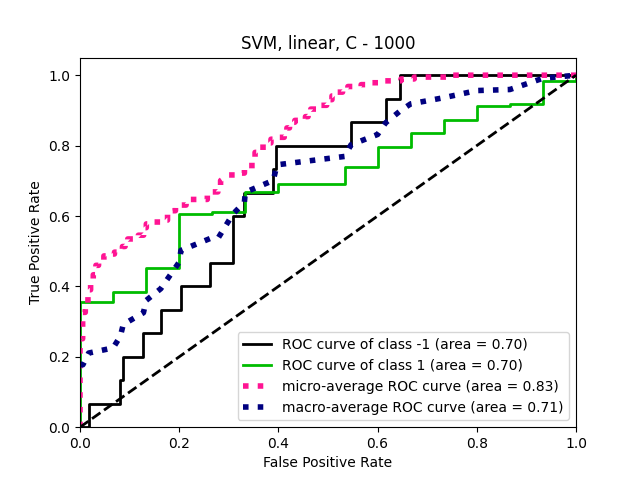 SVM, linear, C - 1000
True Positive Rate
1.0
0.8
0.6
0.4
0.2
0.0
ROC curve of class -1 (area = 0.70)
ROC curve of class 1 (area = 0.70)
micro-average ROC curve (area = 0.83)
macro-average ROC curve (area = 0.71)
0.0 0.2 0.4 0.6 0.8 1.0
False Positive Rate